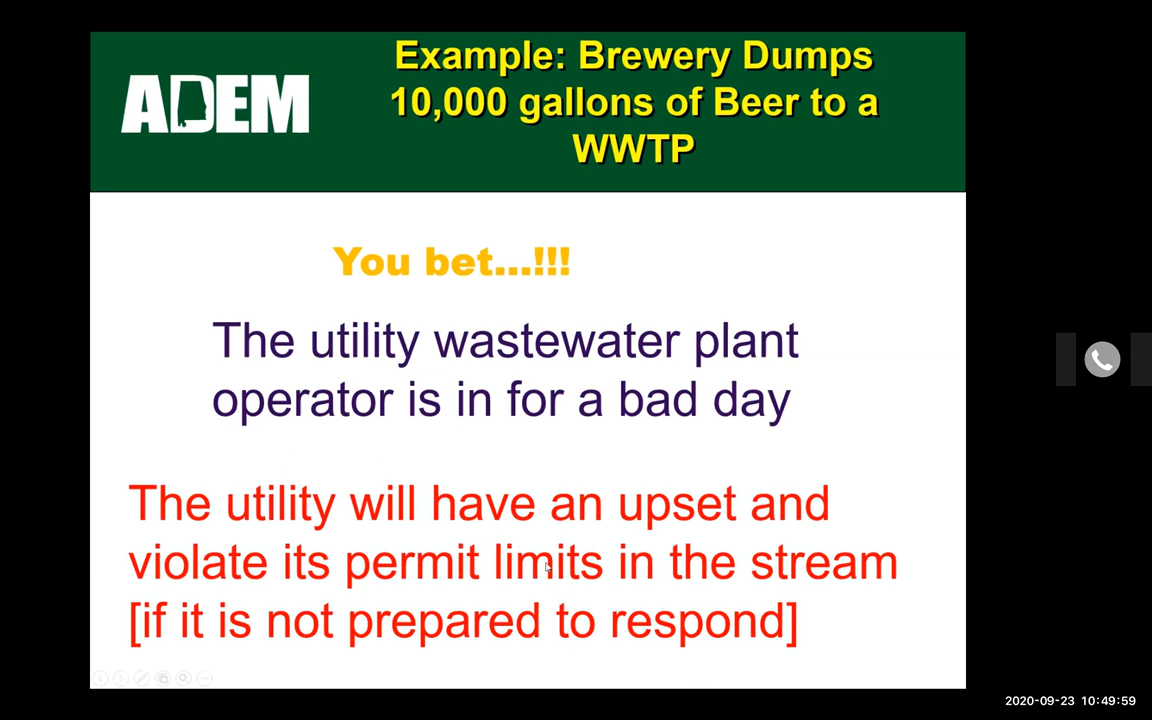 ADEM
Example: Brewery Dumps
10,000 gallons of Beer to a
WWTP
You bet...!!!
The utility wastewater plant
operator is in for a bad day
The utility will have an upset and
violate its permit limits in the stream
[if it is not prepared to respond]
2020-09-23 10:49:59